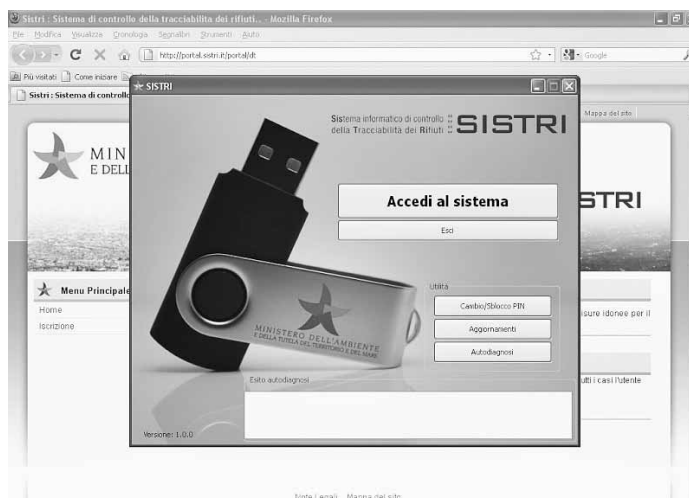 Sistri : Sistema di controllo della tracciabilita dei rifiuti.. - Mozilla Firefox
File Modifica Visualizza Cronologia Segnalibri Strumenti Aiuto
http://portal.sistri.it/portal/dt
Google
Più visitati Come iniziare
Sistri : Sistema di controllo
SISTRI
Mappa del sito
Sistema informatico di controllo
della Tracciabilità dei Rifiuti
SISTRI
MIN
E DELL
STRI
Accedi al sistema
Esci
Menu Principale
Home
Iscrizione
Utilità
Cambio/Sblocco PIN
Aggiornamenti
Autodiagnosi
isure idonee per il
utti i casi l'utente
MINISTERO DELL'AMBIENTE
E DELLA TUTELA DEL TERRITORIO E DEL MARE
Esito autodiagnosi
Versione: 1.0.0
Note Legali Mappa del sito